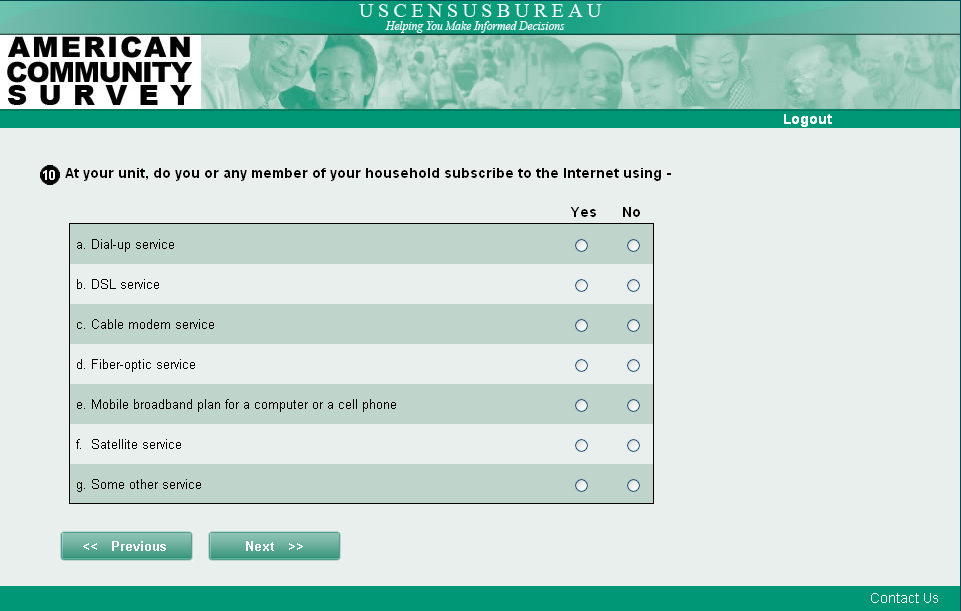 USCENSUSBUREAU
Helping You Make Informed Decisions
AMERICAN
COMMUNITY
SURVEY
Logout
10 At your unit, do you or any member of your household subscribe to the Internet using -
Yes No
a. Dial-up service
b. DSL service
c. Cable modem service
d. Fiber-optic service
e. Mobile broadband plan for a computer or a cell phone
f. Satellite service
g. Some other service
<< Previous Next >>
Contact Us